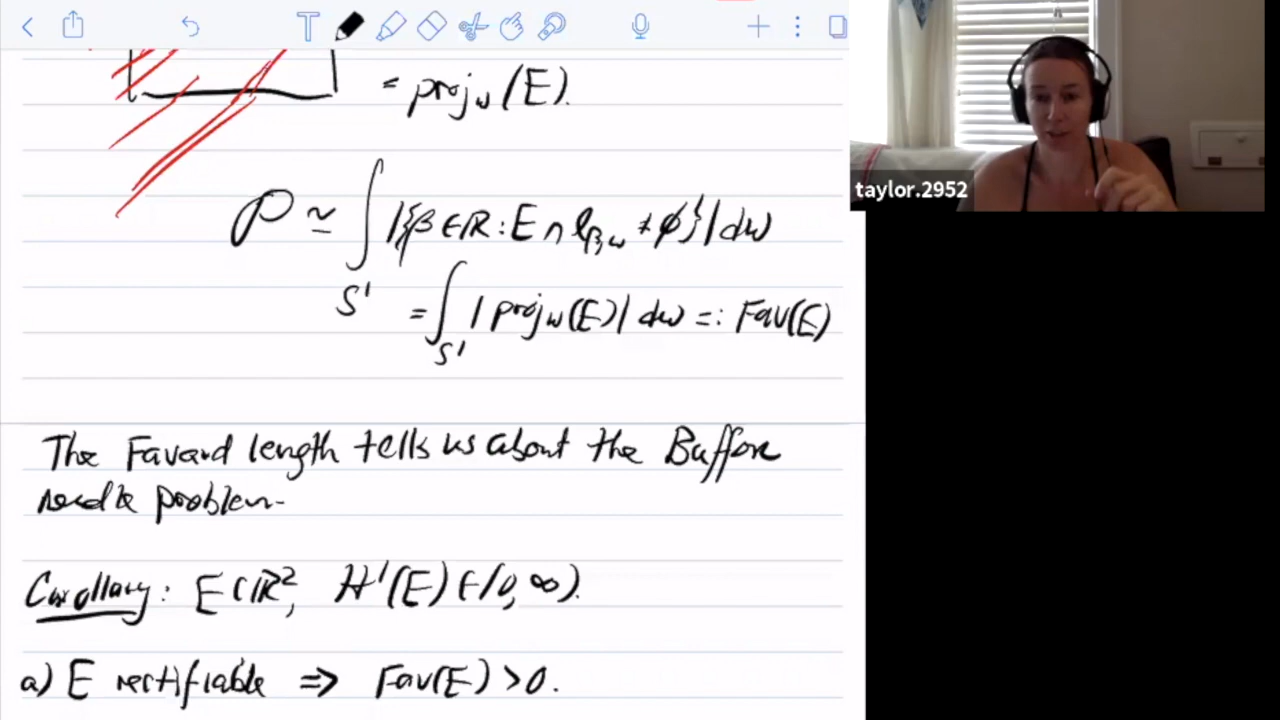 = proj_ω(E).
P ≃ ∫_{S¹} |{β∈ℝ : E ∩ l_{β,ω} ≠ ∅}| dω
= ∫_{S¹} |proj_ω(E)| dω =: Fav(E)
The Favard length tells us about the Buffon
needle problem.
Corollary: E⊂ℝ², H¹(E)∈(0,∞).
a) E rectifiable ⇒ Fav(E) > 0.
taylor.2952